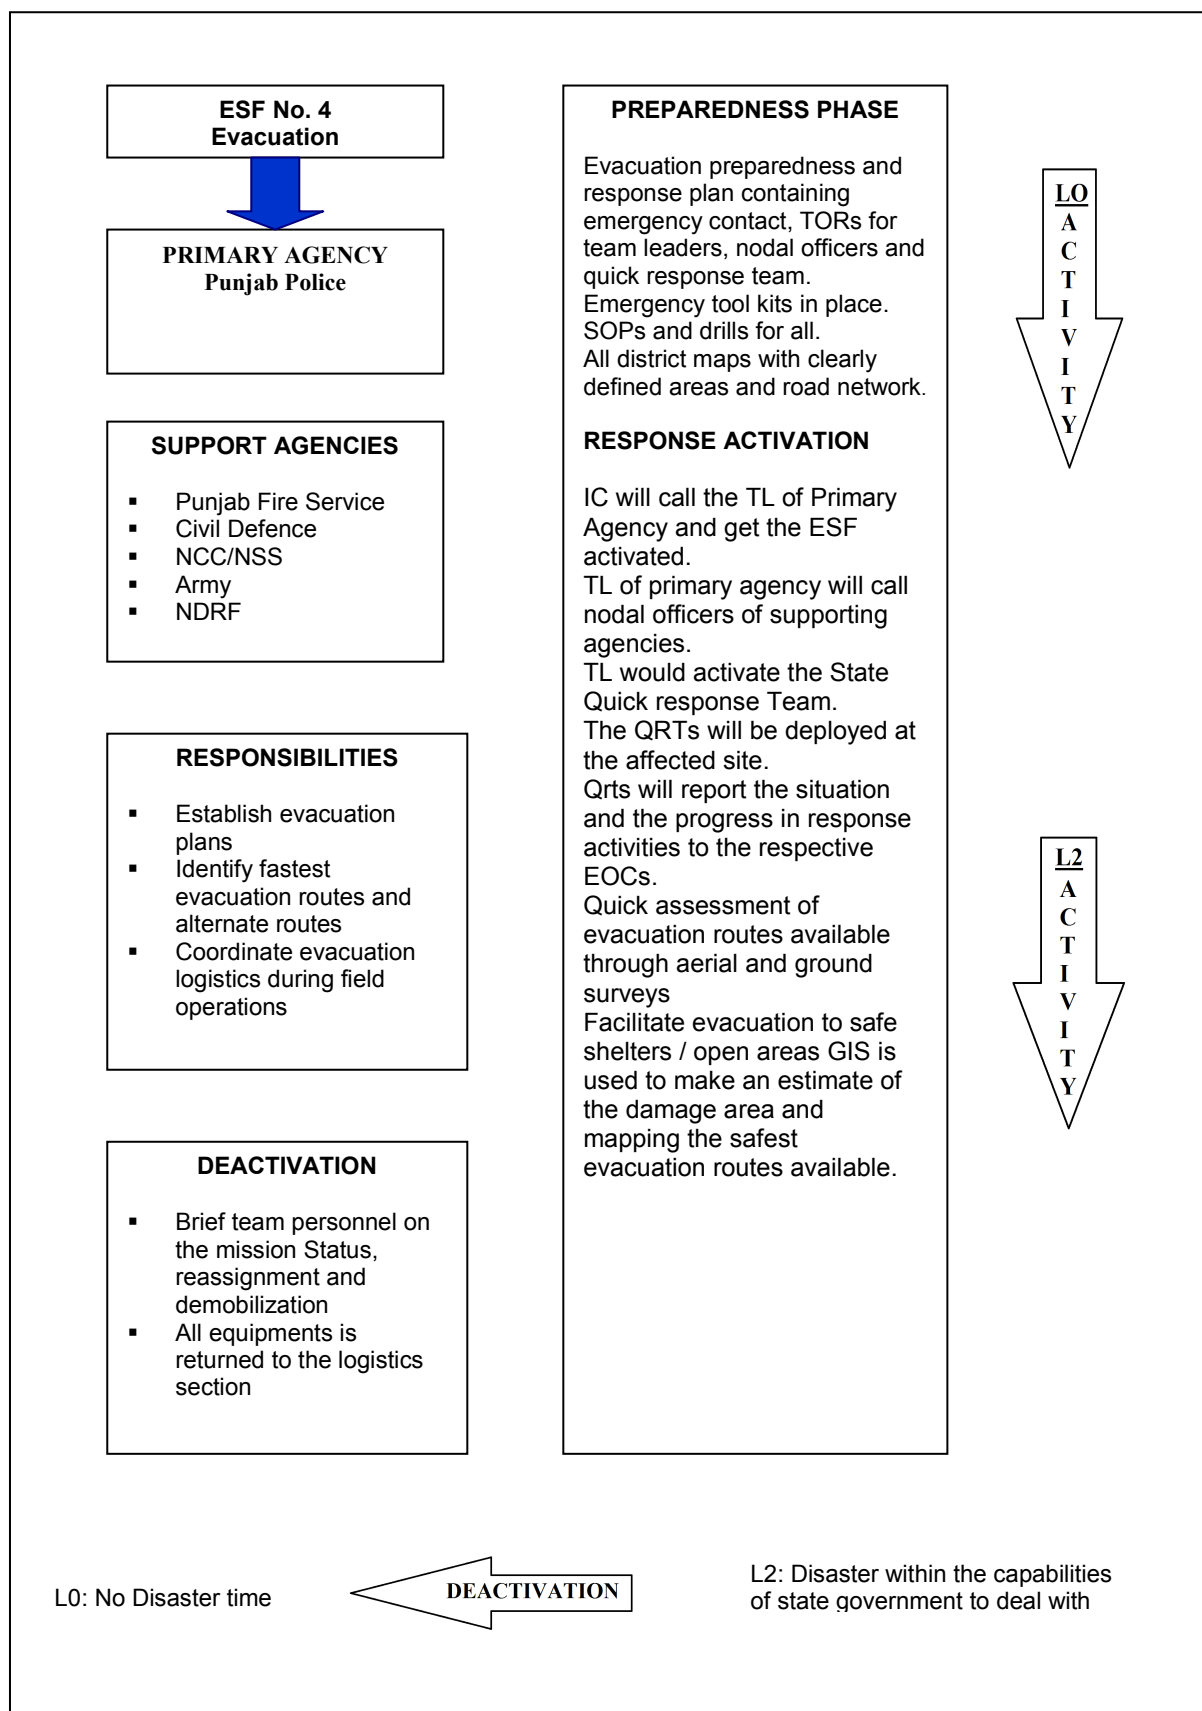 ESF No. 4
Evacuation
PRIMARY AGENCY
Punjab Police
SUPPORT AGENCIES
▪ Punjab Fire Service
▪ Civil Defence
▪ NCC/NSS
▪ Army
▪ NDRF
RESPONSIBILITIES
▪ Establish evacuation
plans
▪ Identify fastest
evacuation routes and
alternate routes
▪ Coordinate evacuation
logistics during field
operations
DEACTIVATION
▪ Brief team personnel on
the mission Status,
reassignment and
demobilization
▪ All equipments is
returned to the logistics
section
PREPAREDNESS PHASE
Evacuation preparedness and
response plan containing
emergency contact, TORs for
team leaders, nodal officers and
quick response team.
Emergency tool kits in place.
SOPs and drills for all.
All district maps with clearly
defined areas and road network.
RESPONSE ACTIVATION
IC will call the TL of Primary
Agency and get the ESF
activated.
TL of primary agency will call
nodal officers of supporting
agencies.
TL would activate the State
Quick response Team.
The QRTs will be deployed at
the affected site.
Qrts will report the situation
and the progress in response
activities to the respective
EOCs.
Quick assessment of
evacuation routes available
through aerial and ground
surveys
Facilitate evacuation to safe
shelters / open areas GIS is
used to make an estimate of
the damage area and
mapping the safest
evacuation routes available.
LO
A
C
T
I
V
I
T
Y
L2
A
C
T
I
V
I
T
Y
L0: No Disaster time
DEACTIVATION
L2: Disaster within the capabilities
of state government to deal with